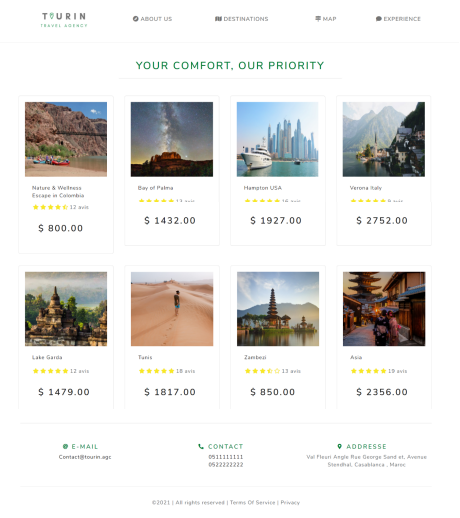 TOURIN
TRAVEL AGENCY
ABOUT US
DESTINATIONS
MAP
EXPERIENCE
YOUR COMFORT, OUR PRIORITY
Nature & Wellness
Escape in Colombia
12 avis
$ 800.00
Bay of Palma
13 avis
$ 1432.00
Hampton USA
16 avis
$ 1927.00
Verona Italy
9 avis
$ 2752.00
Lake Garda
12 avis
$ 1479.00
Tunis
18 avis
$ 1817.00
Zambezi
13 avis
$ 850.00
Asia
19 avis
$ 2356.00
E-MAIL
Contact@tourin.agc
CONTACT
0511111111
0522222222
ADDRESSE
Val Fleuri Angle Rue George Sand et. Avenue
Stendhal, Casablanca , Maroc
©2021 | All rights reserved | Terms Of Service | Privacy